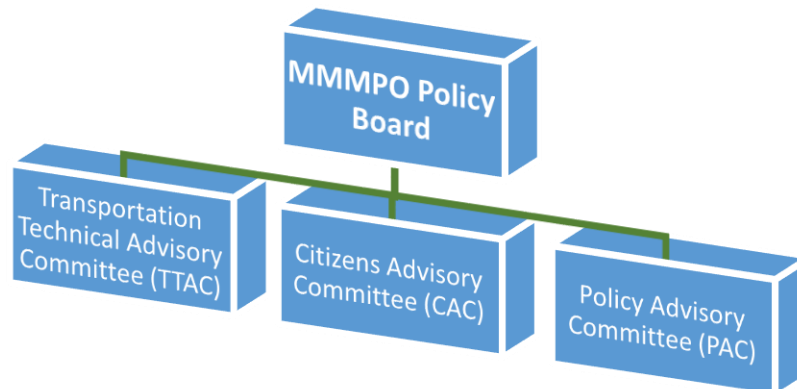 MMMPO Policy
Board
Transportation
Technical Advisory
Committee (TTAC)
Citizens Advisory
Committee (CAC)
Policy Advisory
Committee (PAC)